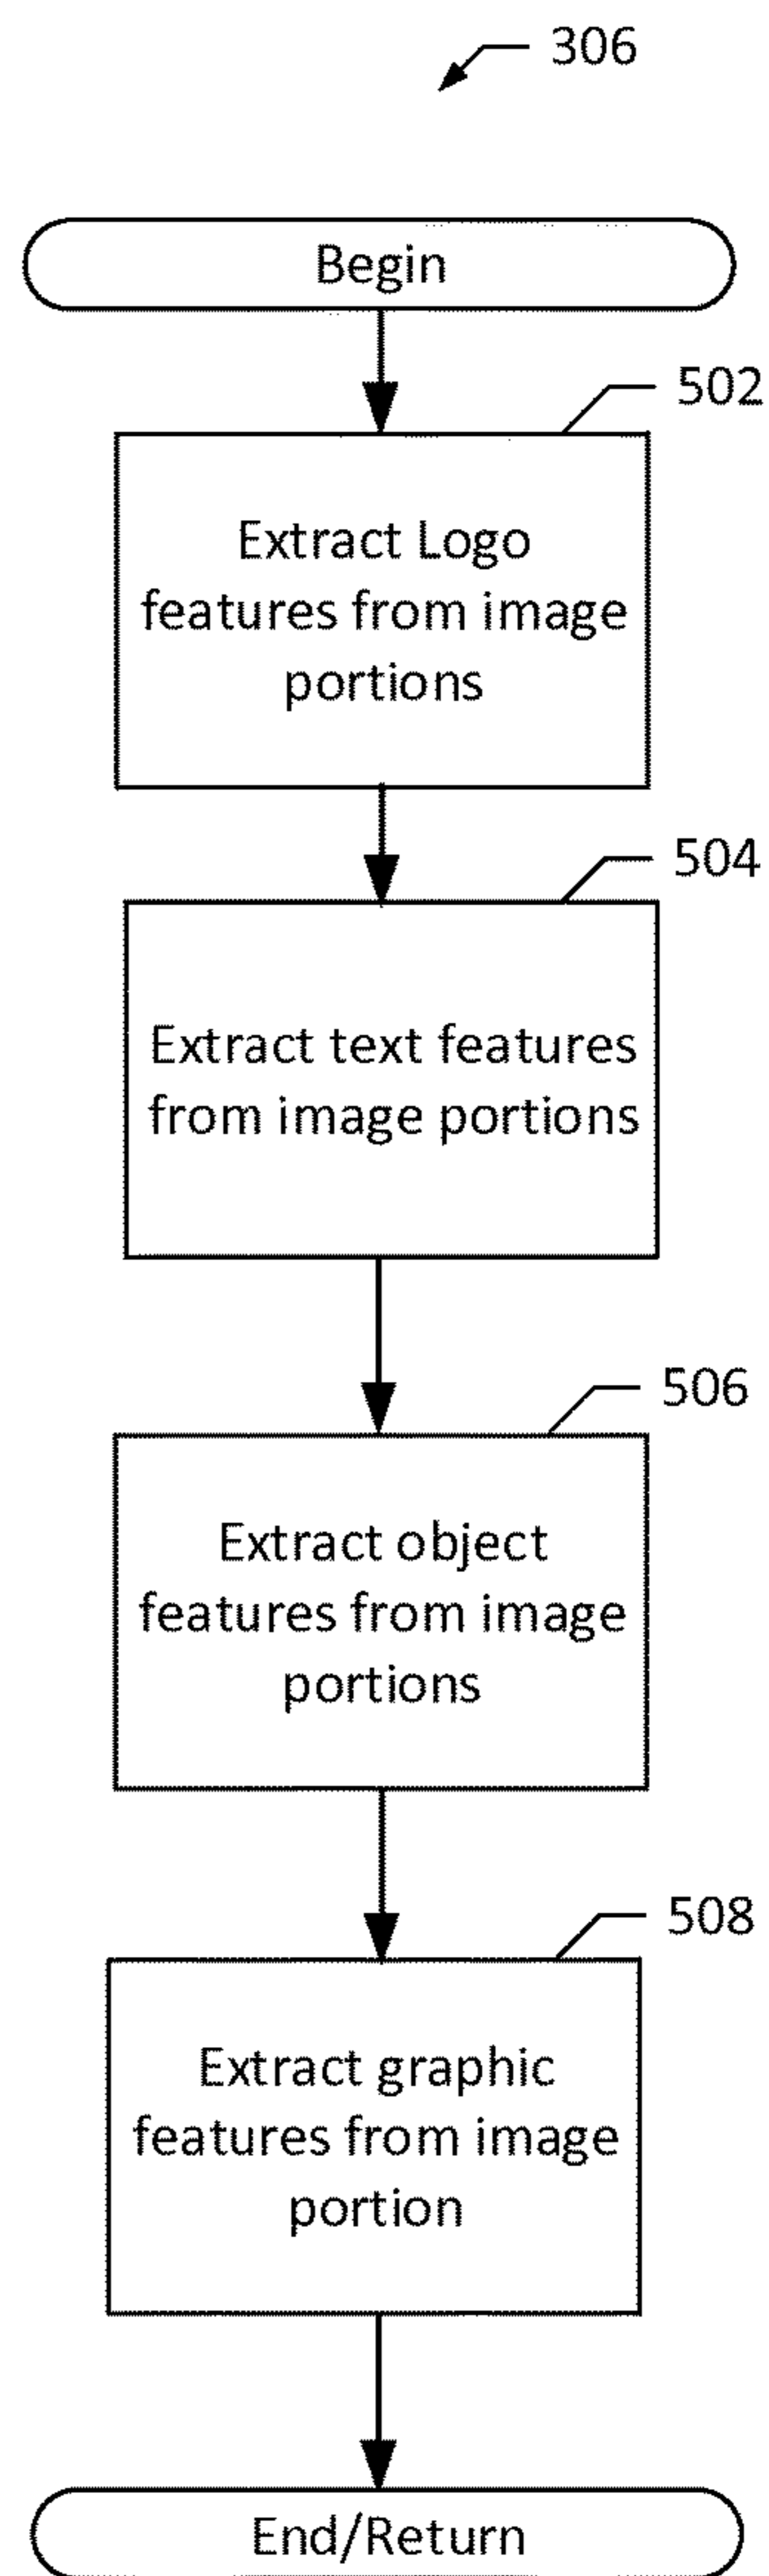 306
Begin
502
Extract Logo
features from image
portions
504
Extract text features
from image portions
506
Extract object
features from image
portions
508
Extract graphic
features from image
portion
End/Return